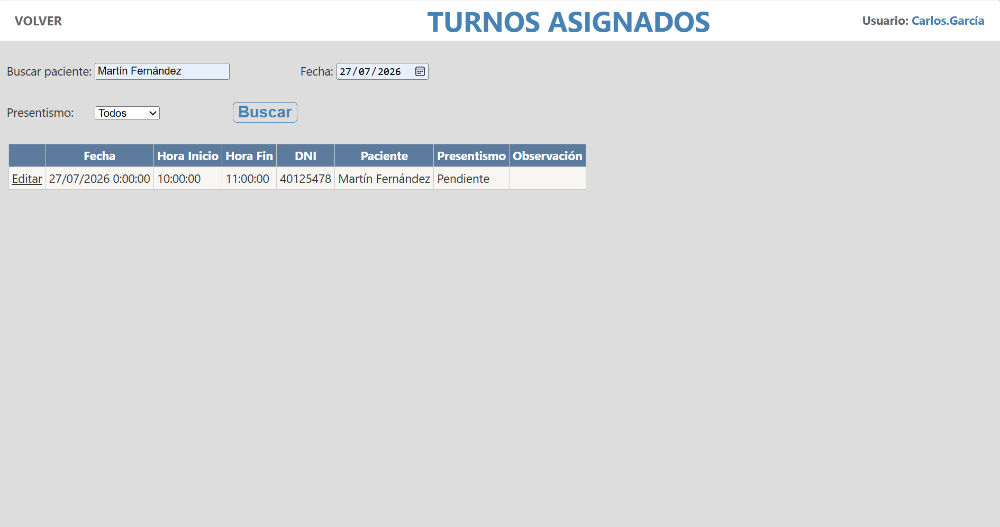 VOLVER
TURNOS ASIGNADOS
Usuario: Carlos.García
Buscar paciente: Martín Fernández
Fecha: 27/07/2026
Presentismo: Todos
Buscar
Fecha Hora Inicio Hora Fin DNI Paciente Presentismo Observación
Editar 27/07/2026 0:00:00 10:00:00 11:00:00 40125478 Martín Fernández Pendiente